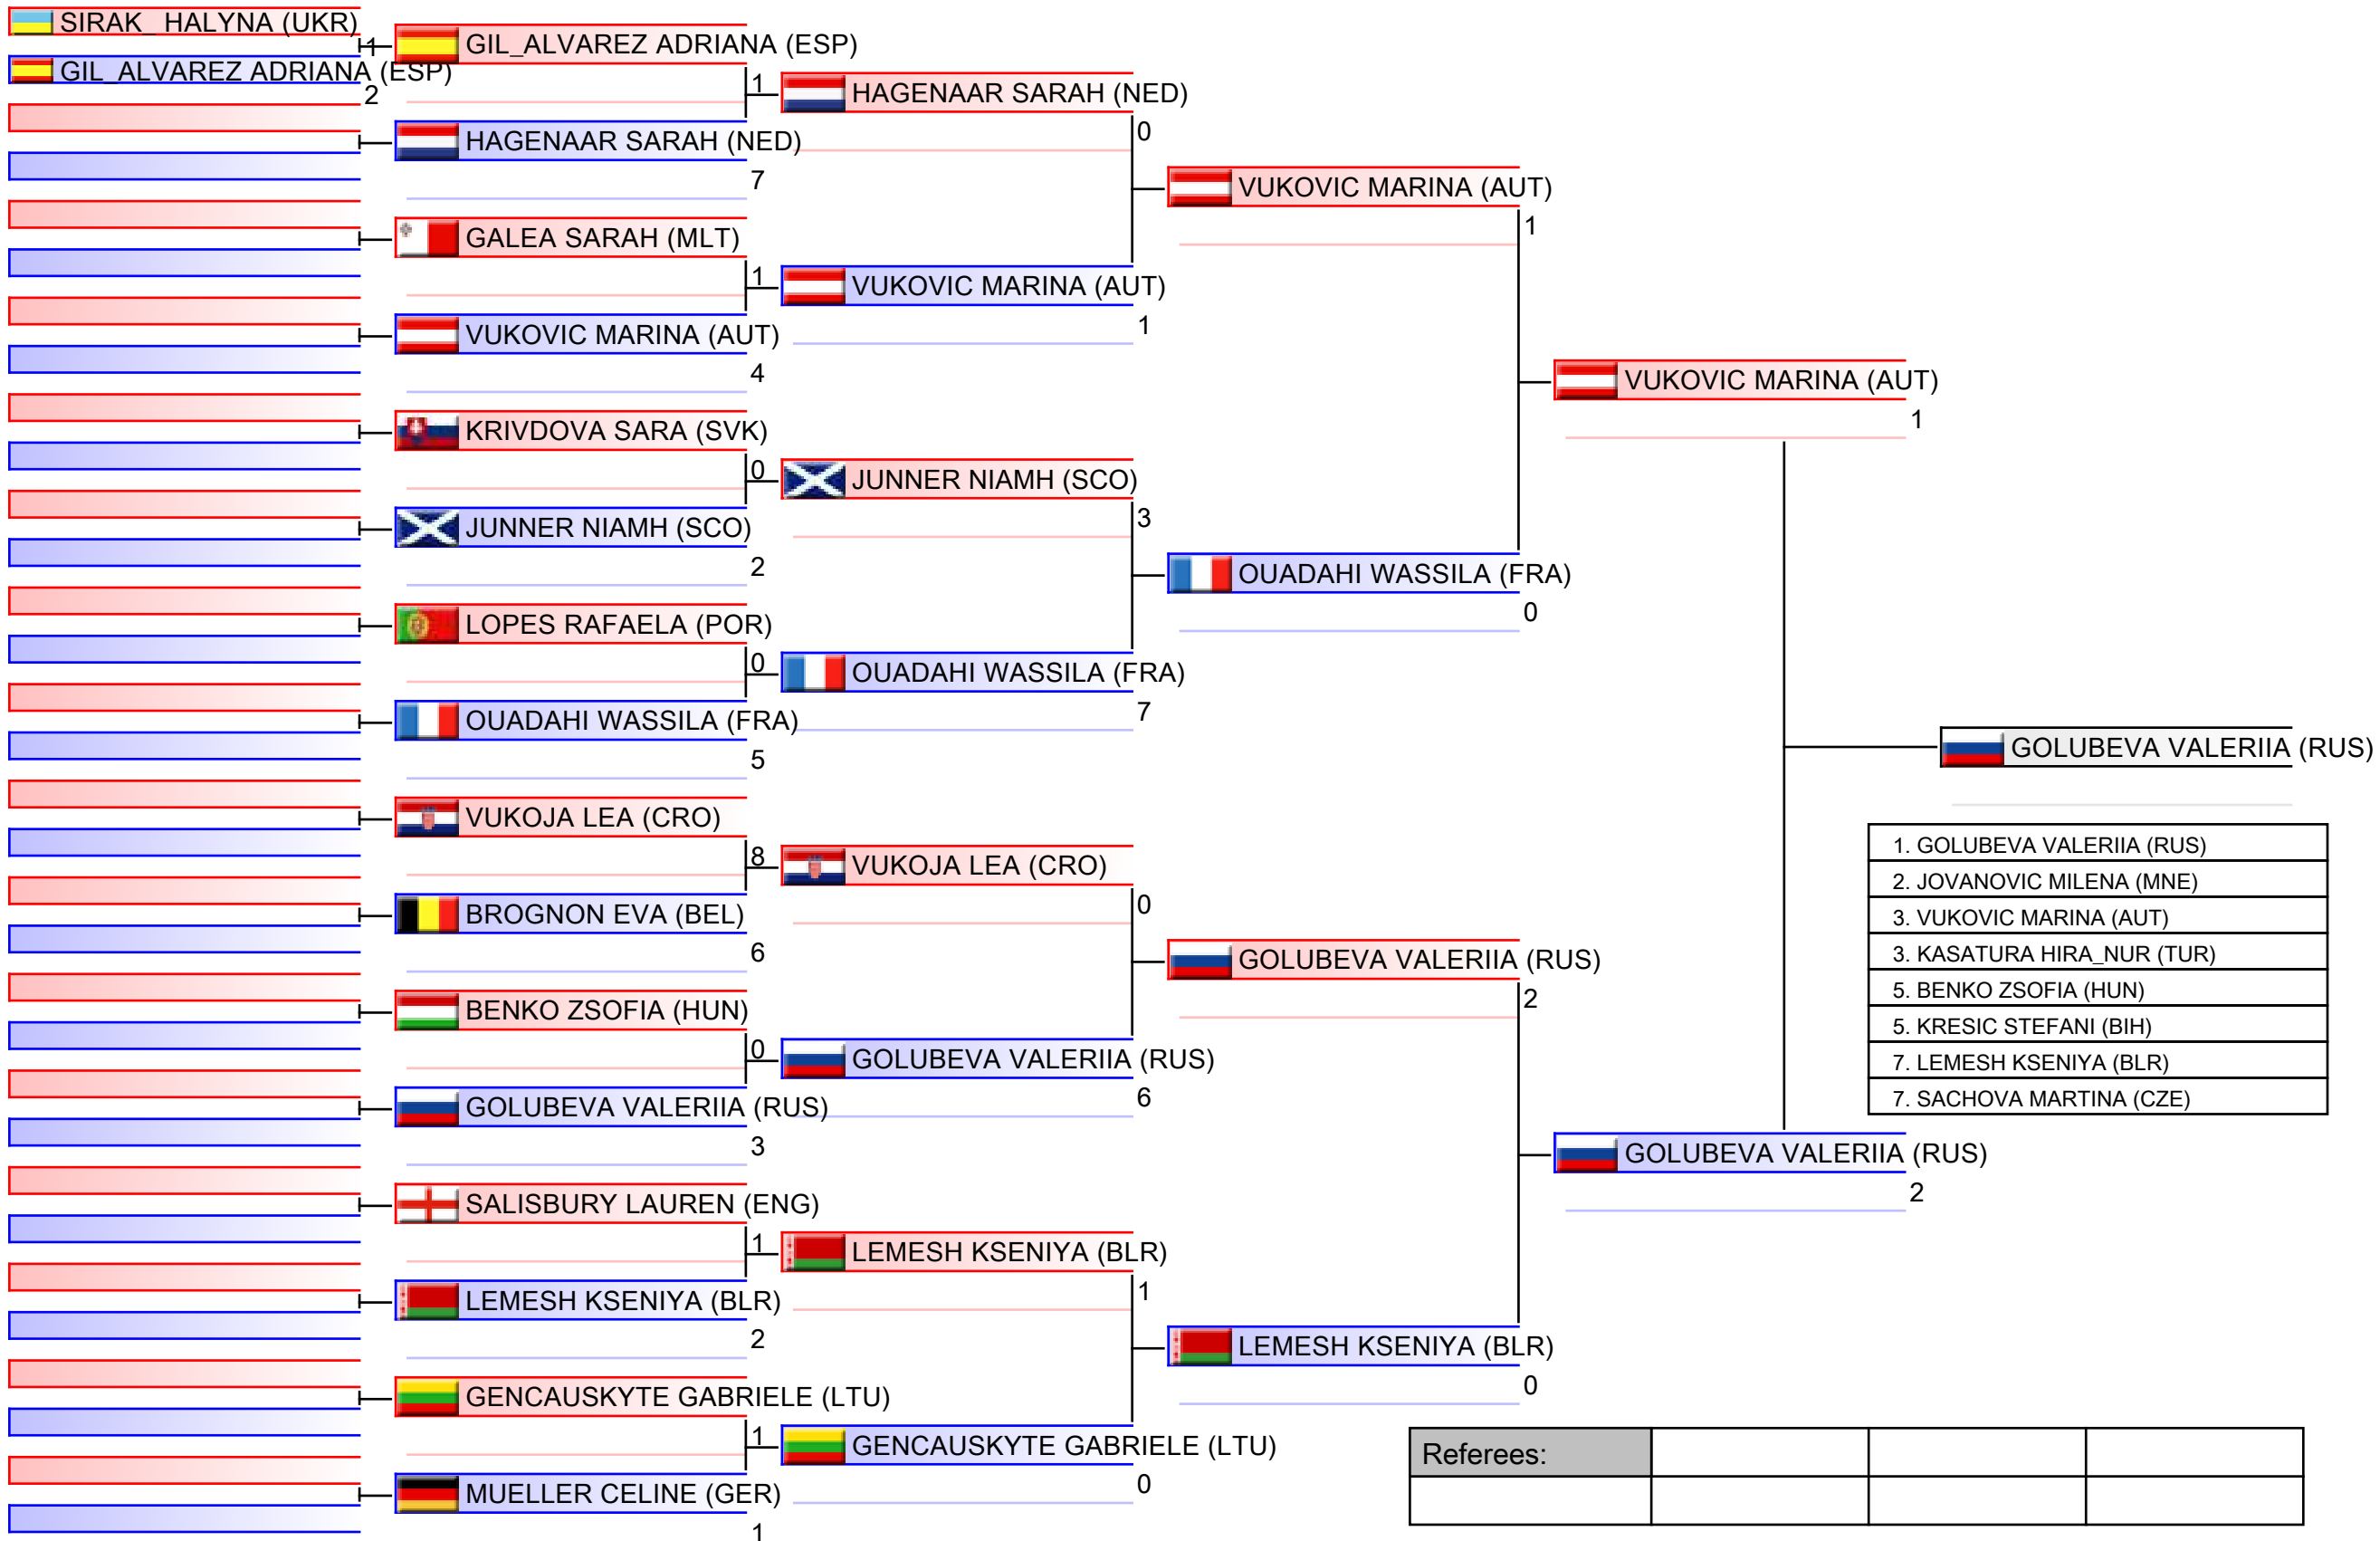 SIRAK_ HALYNA (UKR)
1
GIL_ALVAREZ ADRIANA (ESP)
2
GIL_ALVAREZ ADRIANA (ESP)
1
HAGENAAR SARAH (NED)
7
GALEA SARAH (MLT)
1
VUKOVIC MARINA (AUT)
4
KRIVDOVA SARA (SVK)
0
JUNNER NIAMH (SCO)
2
LOPES RAFAELA (POR)
0
OUADAHI WASSILA (FRA)
5
VUKOJA LEA (CRO)
8
BROGNON EVA (BEL)
6
BENKO ZSOFIA (HUN)
0
GOLUBEVA VALERIIA (RUS)
3
SALISBURY LAUREN (ENG)
1
LEMESH KSENIYA (BLR)
2
GENCAUSKYTE GABRIELE (LTU)
1
MUELLER CELINE (GER)
1
HAGENAAR SARAH (NED)
0
VUKOVIC MARINA (AUT)
1
JUNNER NIAMH (SCO)
3
OUADAHI WASSILA (FRA)
7
VUKOJA LEA (CRO)
0
GOLUBEVA VALERIIA (RUS)
6
LEMESH KSENIYA (BLR)
1
GENCAUSKYTE GABRIELE (LTU)
0
VUKOVIC MARINA (AUT)
1
OUADAHI WASSILA (FRA)
0
GOLUBEVA VALERIIA (RUS)
2
LEMESH KSENIYA (BLR)
0
VUKOVIC MARINA (AUT)
1
GOLUBEVA VALERIIA (RUS)
2
GOLUBEVA VALERIIA (RUS)
1. GOLUBEVA VALERIIA (RUS)
2. JOVANOVIC MILENA (MNE)
3. VUKOVIC MARINA (AUT)
3. KASATURA HIRA_NUR (TUR)
5. BENKO ZSOFIA (HUN)
5. KRESIC STEFANI (BIH)
7. LEMESH KSENIYA (BLR)
7. SACHOVA MARTINA (CZE)
Referees: